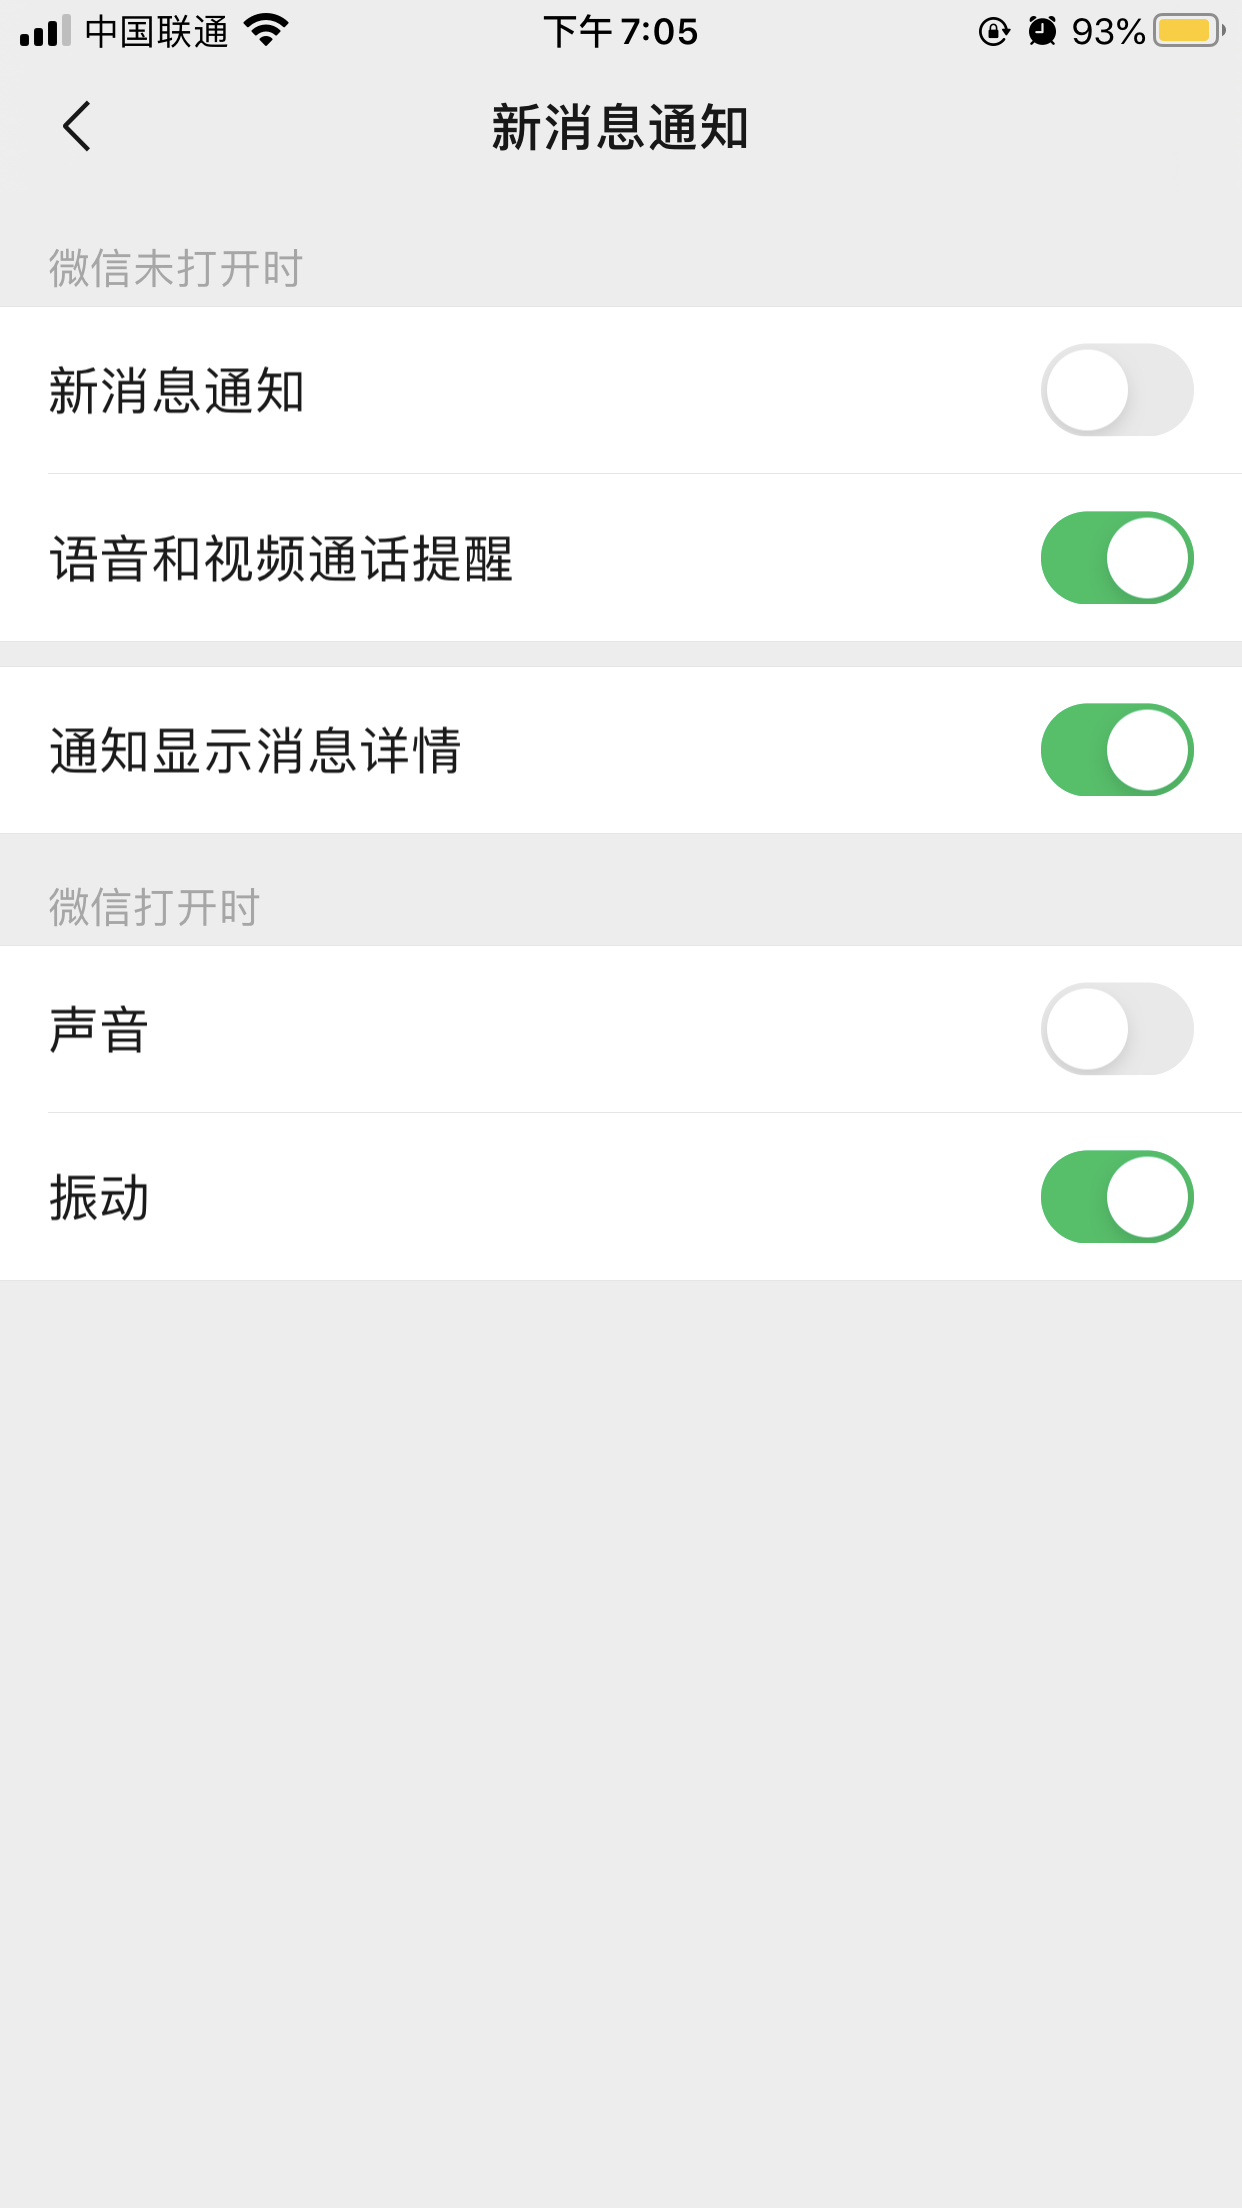 中国联通 下午 7:05 93%
新消息通知
微信未打开时
新消息通知
语音和视频通话提醒
通知显示消息详情
微信打开时
声音
振动